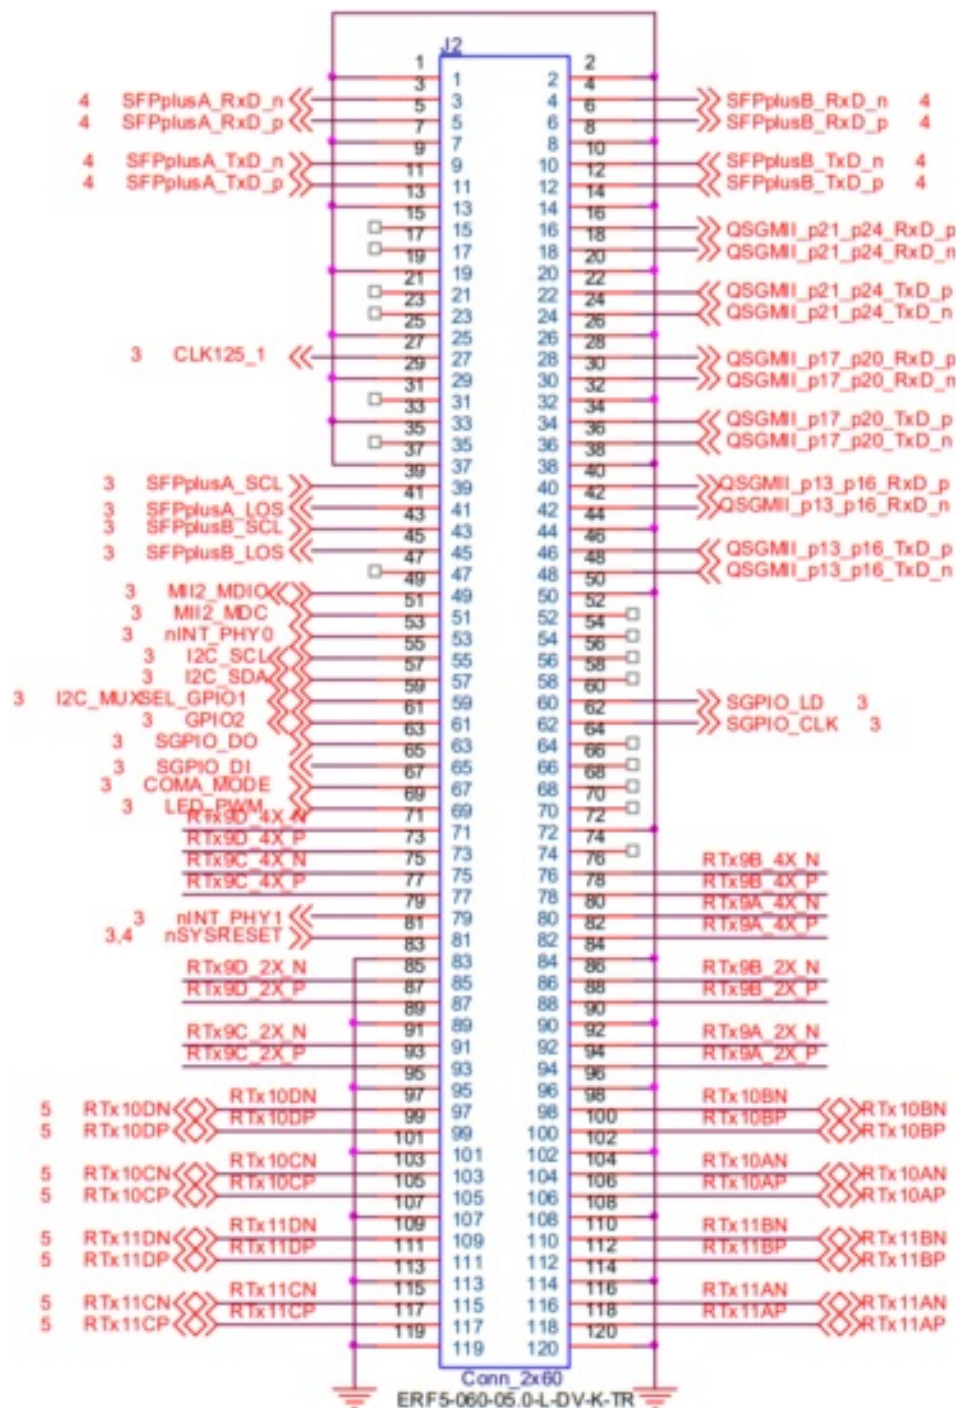 J2
1 1 2 2
4 SFPplusA_RxD_n 3 3 4 4 SFPplusB_RxD_n 4
4 SFPplusA_RxD_p 5 5 6 6 SFPplusB_RxD_p 4
7 7 8 8
4 SFPplusA_TxD_n 9 9 10 10 SFPplusB_TxD_n 4
4 SFPplusA_TxD_p 11 11 12 12 SFPplusB_TxD_p 4
13 13 14 14
15 15 16 16 QSGMII_p21_p24_RxD_p
17 17 18 18 QSGMII_p21_p24_RxD_n
19 19 20 20
21 21 22 22 QSGMII_p21_p24_TxD_p
23 23 24 24 QSGMII_p21_p24_TxD_n
25 25 26 26
3 CLK125_1 27 27 28 28 QSGMII_p17_p20_RxD_p
29 29 30 30 QSGMII_p17_p20_RxD_n
31 31 32 32
33 33 34 34 QSGMII_p17_p20_TxD_p
35 35 36 36 QSGMII_p17_p20_TxD_n
37 37 38 38
3 SFPplusA_SCL 39 39 40 40 QSGMII_p13_p16_RxD_p
3 SFPplusA_LOS 41 41 42 42 QSGMII_p13_p16_RxD_n
3 SFPplusB_SCL 43 43 44 44
3 SFPplusB_LOS 45 45 46 46 QSGMII_p13_p16_TxD_p
47 47 48 48 QSGMII_p13_p16_TxD_n
3 MII2_MDIO 49 49 50 50
3 MII2_MDC 51 51 52 52
3 nINT_PHY0 53 53 54 54
3 I2C_SCL 55 55 56 56
3 I2C_SDA 57 57 58 58
3 I2C_MUXSEL_GPIO1 59 59 60 60 SGPIO_LD 3
3 GPIO2 61 61 62 62 SGPIO_CLK 3
3 SGPIO_DO 63 63 64 64
3 SGPIO_DI 65 65 66 66
3 COMA_MODE 67 67 68 68
3 LED_PWM 69 69 70 70
RTx9D_4X_N 71 71 72 72
RTx9D_4X_P 73 73 74 74
RTx9C_4X_N 75 75 76 76 RTx9B_4X_N
RTx9C_4X_P 77 77 78 78 RTx9B_4X_P
3 nINT_PHY1 79 79 80 80 RTx9A_4X_N
3,4 nSYSRESET 81 81 82 82 RTx9A_4X_P
83 83 84 84
RTx9D_2X_N 85 85 86 86 RTx9B_2X_N
RTx9D_2X_P 87 87 88 88 RTx9B_2X_P
89 89 90 90
RTx9C_2X_N 91 91 92 92 RTx9A_2X_N
RTx9C_2X_P 93 93 94 94 RTx9A_2X_P
95 95 96 96
5 RTx10DN RTx10DN 97 97 98 98 RTx10BN RTx10BN
5 RTx10DP RTx10DP 99 99 100 100 RTx10BP RTx10BP
101 101 102 102
5 RTx10CN RTx10CN 103 103 104 104 RTx10AN RTx10AN
5 RTx10CP RTx10CP 105 105 106 106 RTx10AP RTx10AP
107 107 108 108
5 RTx11DN RTx11DN 109 109 110 110 RTx11BN RTx11BN
5 RTx11DP RTx11DP 111 111 112 112 RTx11BP RTx11BP
113 113 114 114
5 RTx11CN RTx11CN 115 115 116 116 RTx11AN RTx11AN
5 RTx11CP RTx11CP 117 117 118 118 RTx11AP RTx11AP
119 119 120 120
Conn_2x60
ERF5-060-05.0-L-DV-K-TR